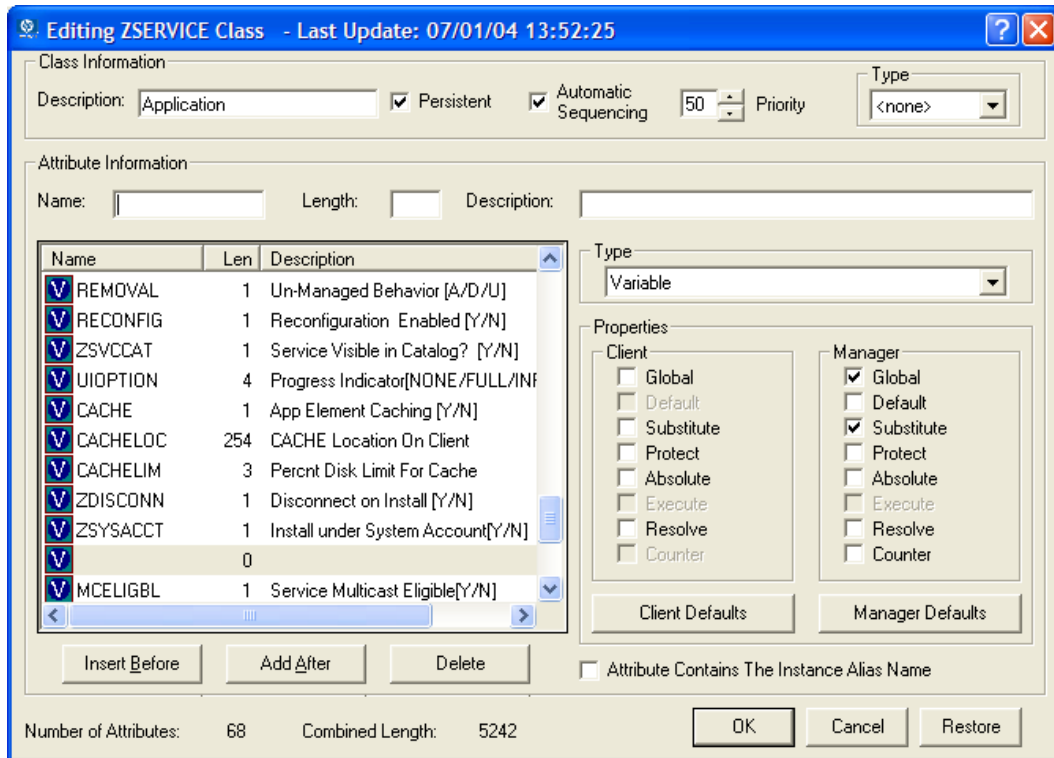 Editing ZSERVICE Class - Last Update: 07/01/04 13:52:25
Class Information
Description: Application Persistent Automatic Sequencing 50 Priority
Type
<none>
Attribute Information
Name: Length: Description:
Name Len Description
V REMOVAL 1 Un-Managed Behavior [A/D/U]
V RECONFIG 1 Reconfiguration Enabled [Y/N]
V ZSVCCAT 1 Service Visible in Catalog? [Y/N]
V UIOPTION 4 Progress Indicator[NONE/FULL/INF
V CACHE 1 App Element Caching [Y/N]
V CACHELOC 254 CACHE Location On Client
V CACHELIM 3 Percnt Disk Limit For Cache
V ZDISCONN 1 Disconnect on Install [Y/N]
V ZSYSACCT 1 Install under System Account[Y/N]
V 0
V MCELIGBL 1 Service Multicast Eligible[Y/N]
Insert Before Add After Delete
Type
Variable
Properties
Client
Global
Default
Substitute
Protect
Absolute
Execute
Resolve
Counter
Client Defaults
Manager
Global
Default
Substitute
Protect
Absolute
Execute
Resolve
Counter
Manager Defaults
Attribute Contains The Instance Alias Name
Number of Attributes: 68 Combined Length: 5242
OK Cancel Restore